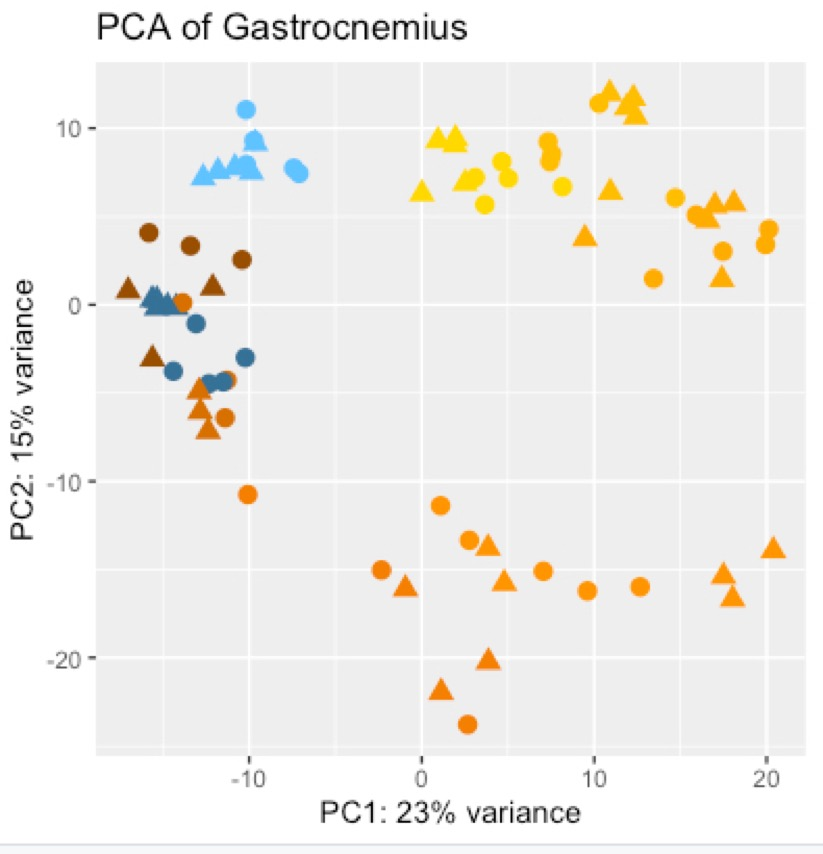 PCA of Gastrocnemius
10
0
-10
-20
PC2: 15% variance
-10 0 10 20
PC1: 23% variance